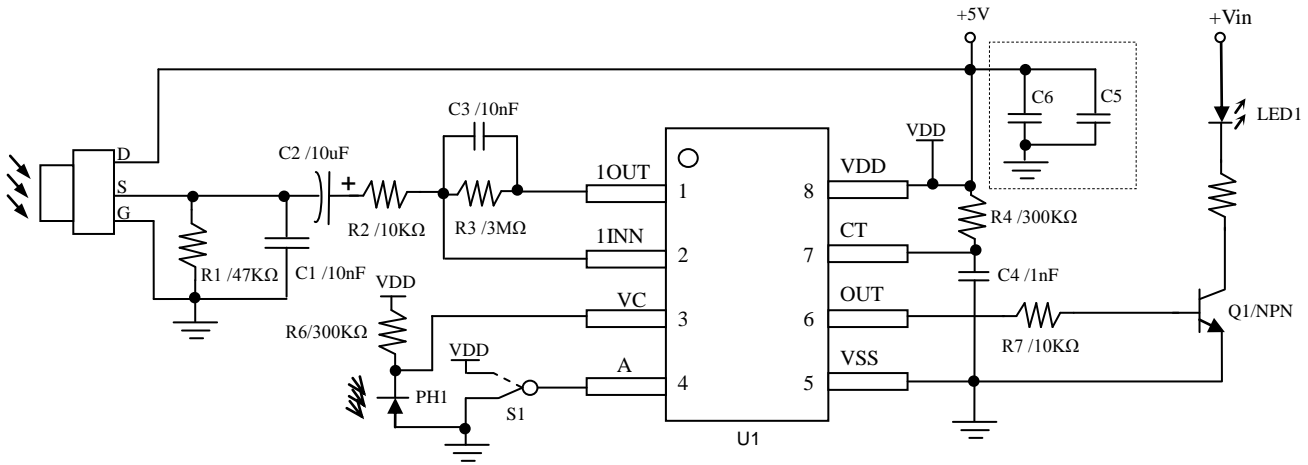 +5V
+Vin
C6
C5
LED1
C3 /10nF
C2 /10uF
+
D
S
G
R2 /10KΩ
R3 /3MΩ
R1 /47KΩ
C1 /10nF
1OUT
1
1INN
2
VC
3
A
4
VDD
8
VDD
CT
7
OUT
6
VSS
5
R4 /300KΩ
C4 /1nF
R7 /10KΩ
Q1/NPN
VDD
R6/300KΩ
VDD
PH1
S1
U1